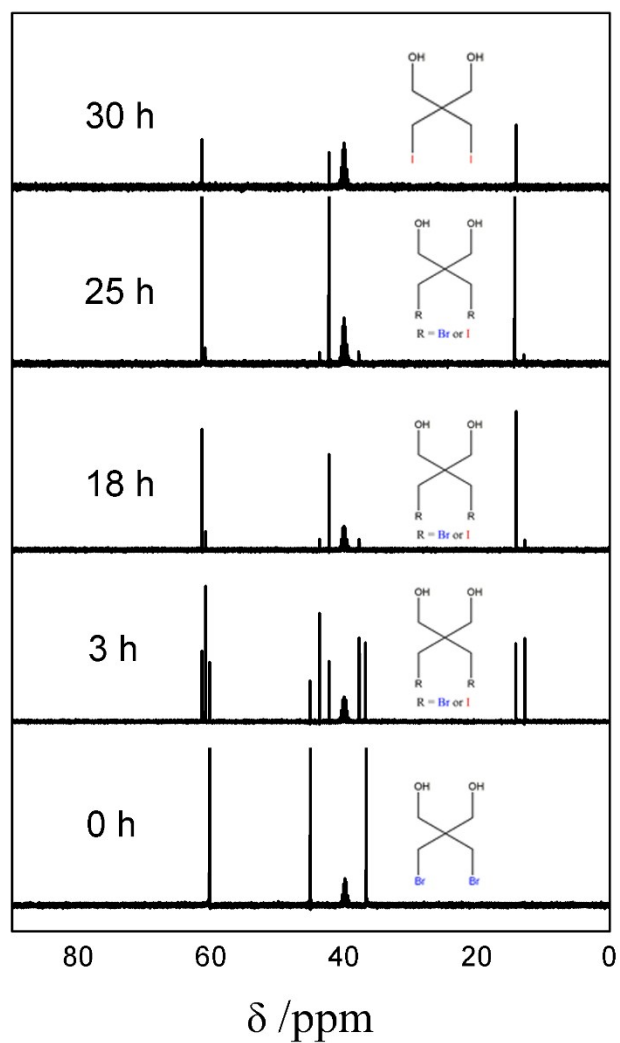 OH OH
30 h
I I
OH OH
25 h
R R
R = Br or I
OH OH
18 h
R R
R = Br or I
OH OH
3 h
R R
R = Br or I
OH OH
0 h
Br Br
80 60 40 20 0
δ /ppm